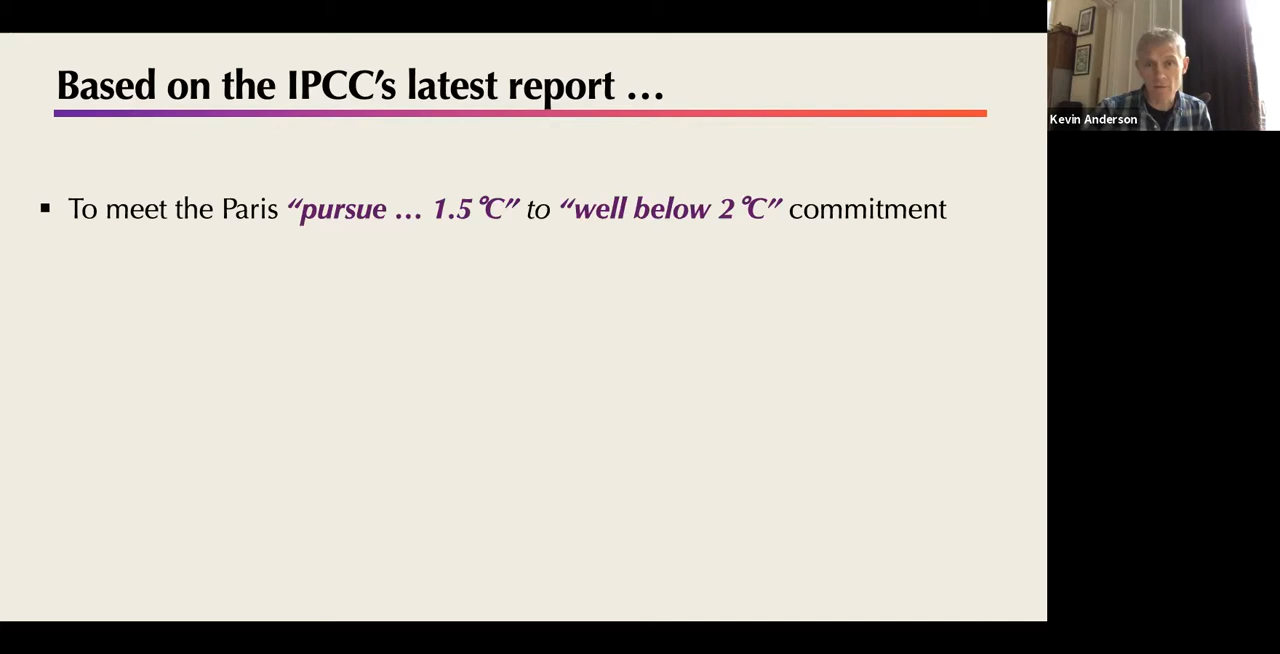 Based on the IPCC’s latest report …
▪ To meet the Paris “pursue … 1.5℃” to “well below 2℃” commitment
Kevin Anderson